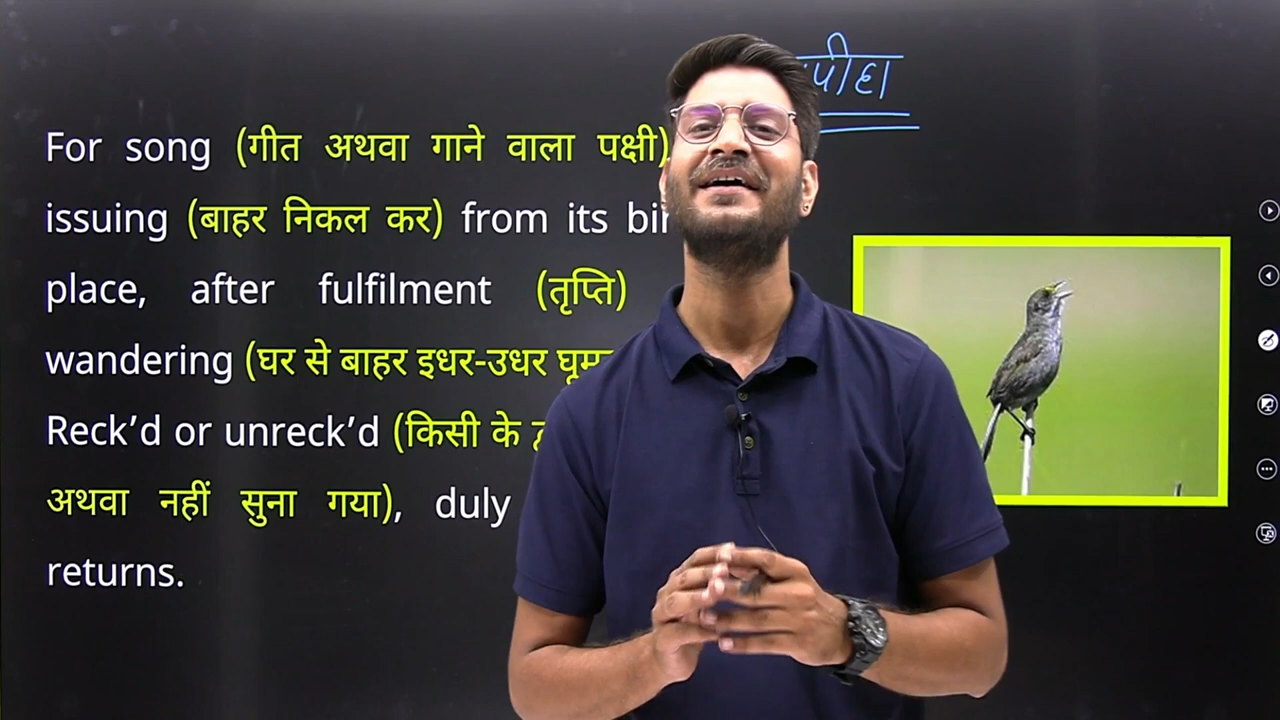 For song (गीत अथवा गाने वाला पक्षी)
issuing (बाहर निकल कर) from its
place, after fulfilment (तृप्ति)
wandering (घर से बाहर इधर-उधर
Reck’d or unreck’d (किसी के
अथवा नहीं सुना गया), duly
returns.